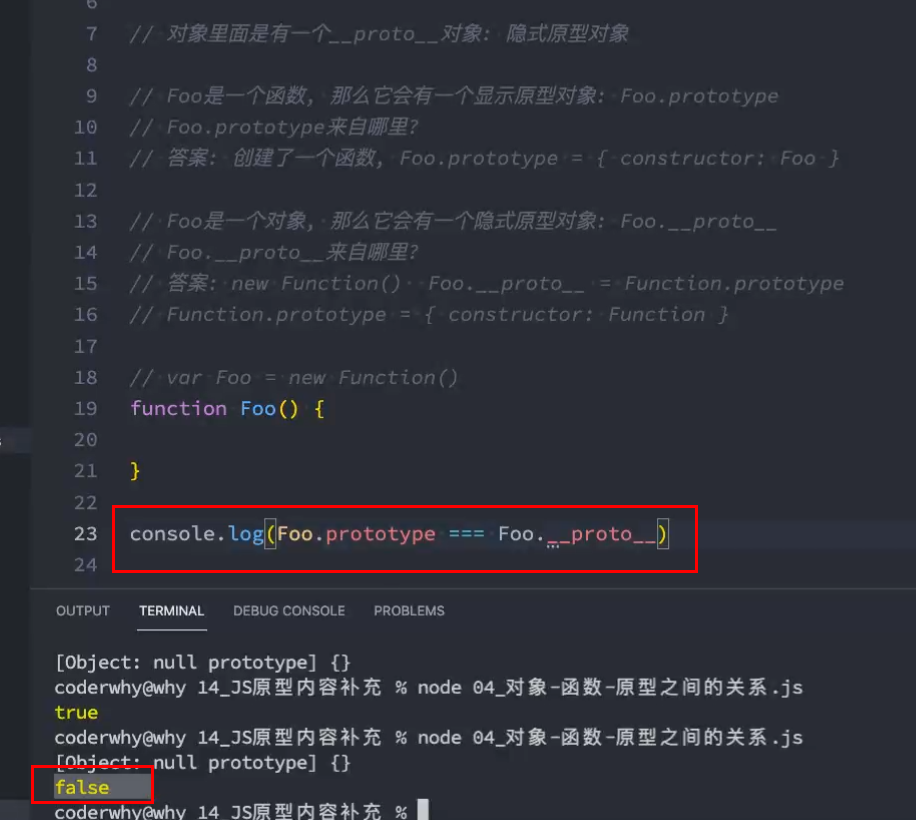 6
7 // 对象里面是有一个__proto__对象: 隐式原型对象
8
9 // Foo是一个函数, 那么它会有一个显示原型对象: Foo.prototype
10 // Foo.prototype来自哪里?
11 // 答案: 创建了一个函数, Foo.prototype = { constructor: Foo }
12
13 // Foo是一个对象, 那么它会有一个隐式原型对象: Foo.__proto__
14 // Foo.__proto__来自哪里?
15 // 答案: new Function() Foo.__proto__ = Function.prototype
16 // Function.prototype = { constructor: Function }
17
18 // var Foo = new Function()
19 function Foo() {
20
21 }
22
23 console.log(Foo.prototype === Foo.__proto__)
24
OUTPUT TERMINAL DEBUG CONSOLE PROBLEMS
[Object: null prototype] {}
coderwhy@why 14_JS原型内容补充 % node 04_对象-函数-原型之间的关系.js
true
coderwhy@why 14_JS原型内容补充 % node 04_对象-函数-原型之间的关系.js
[Object: null prototype] {}
false
coderwhy@why 14_JS原型内容补充 %